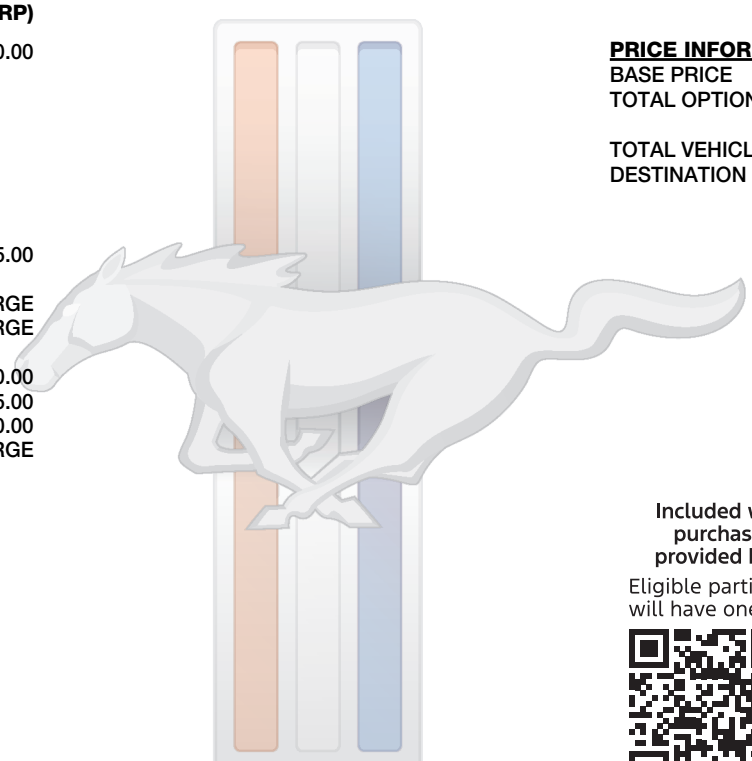 RP)
0.00
5.00
RGE
RGE
0.00
5.00
0.00
RGE
PRICE INFOR
BASE PRICE
TOTAL OPTION
TOTAL VEHICL
DESTINATION
Included w
purchas
provided b
Eligible parti
will have one